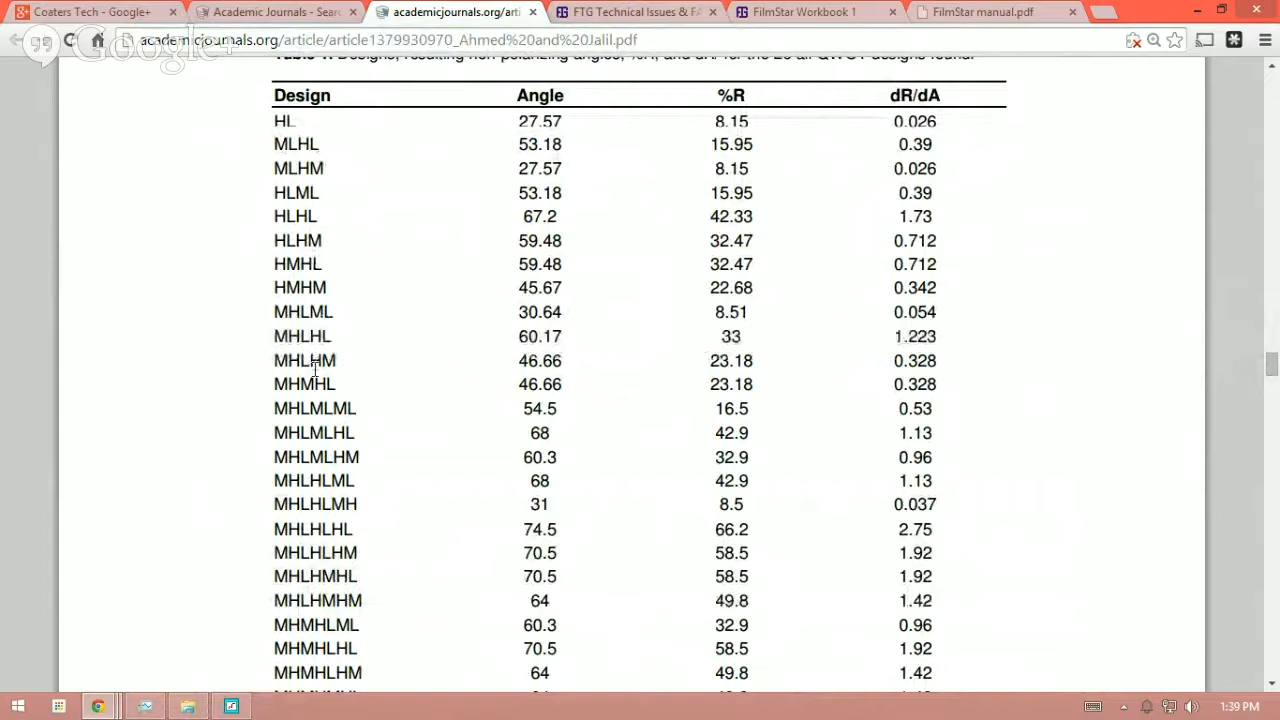 Coaters Tech - Google+
Academic Journals - Sear
academicjournals.org/arti
FTG Technical Issues & FA
FilmStar Workbook 1
FilmStar manual.pdf
academicjournals.org/article/article1379930970_Ahmed%20and%20Jalil.pdf
Google+
Design Angle %R dR/dA
HL 27.57 8.15 0.026
MLHL 53.18 15.95 0.39
MLHM 27.57 8.15 0.026
HLML 53.18 15.95 0.39
HLHL 67.2 42.33 1.73
HLHM 59.48 32.47 0.712
HMHL 59.48 32.47 0.712
HMHM 45.67 22.68 0.342
MHLML 30.64 8.51 0.054
MHLHL 60.17 33 1.223
MHLHM 46.66 23.18 0.328
MHMHL 46.66 23.18 0.328
MHLMLML 54.5 16.5 0.53
MHLMLHL 68 42.9 1.13
MHLMLHM 60.3 32.9 0.96
MHLHLML 68 42.9 1.13
MHLHLMH 31 8.5 0.037
MHLHLHL 74.5 66.2 2.75
MHLHLHM 70.5 58.5 1.92
MHLHMHL 70.5 58.5 1.92
MHLHMHM 64 49.8 1.42
MHMHLML 60.3 32.9 0.96
MHMHLHL 70.5 58.5 1.92
MHMHLHM 64 49.8 1.42
1:39 PM